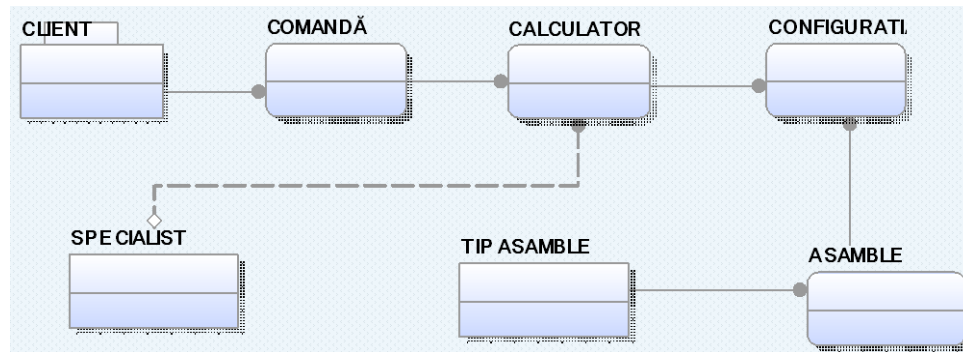 CLIENT
COMANDĂ
CALCULATOR
CONFIGURATI
SPECIALIST
TIP ASAMBLE
ASAMBLE